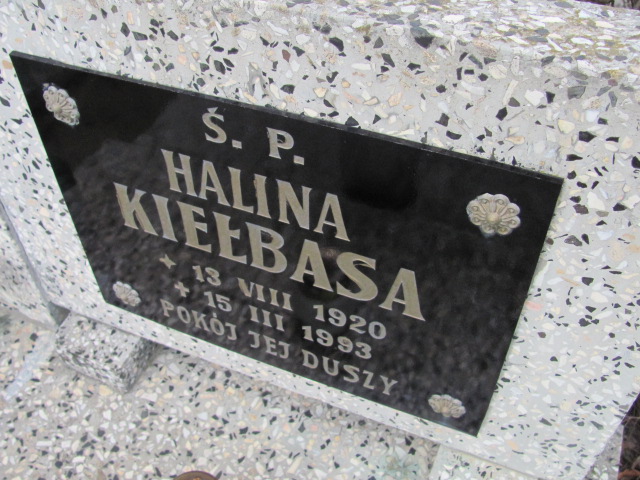 Ś. P.
HALINA
KIEŁBASA
* 13 VIII 1920
+ 15 III 1993
POKÓJ JEJ DUSZY